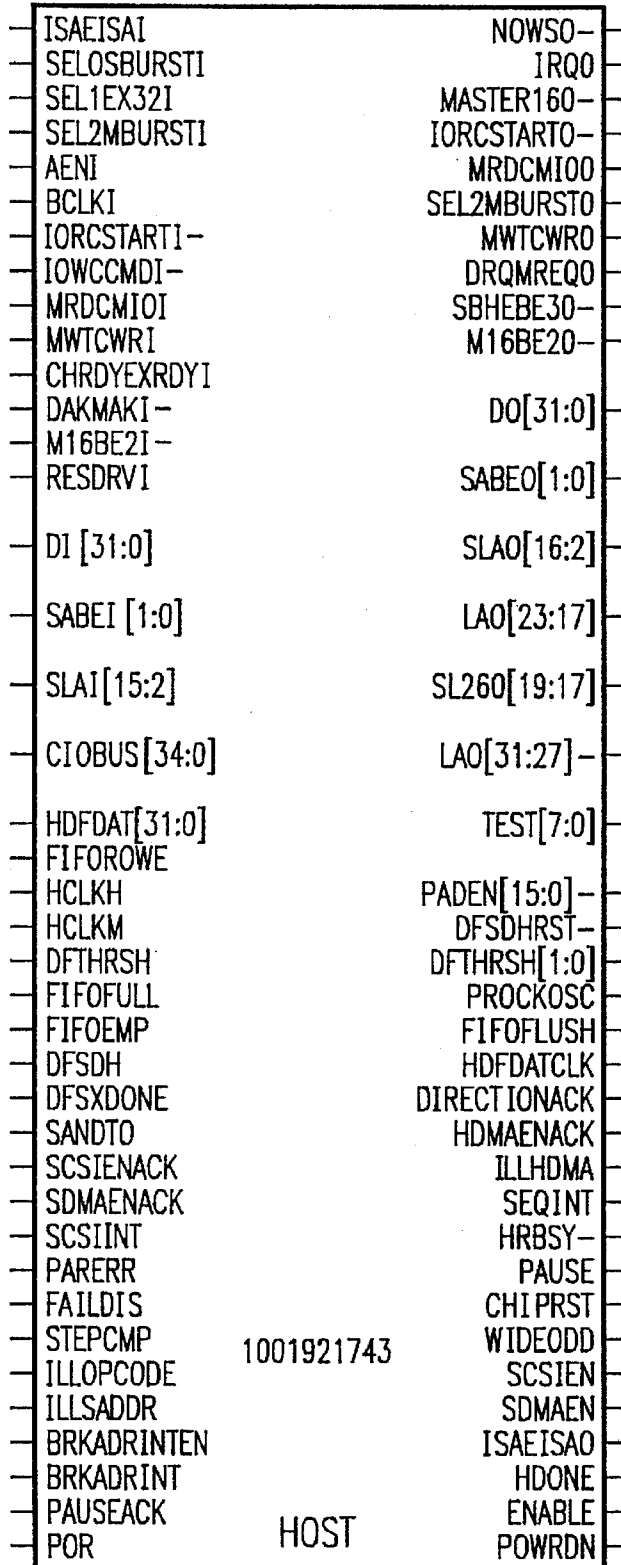 ISAEISAI NOWSO-
SELOSBURSTI IRQO
SEL1EX32I MASTER16O-
SEL2MBURSTI IORCSTARTO-
AENI MRDCMIOO
BCLKI SEL2MBURSTO
IORCSTARTI- MWTCWRO
IOWCCMDI- DRQMREQO
MRDCMIOI SBHEBE3O-
MWTCWRI M16BE2O-
CHRDYEXRDYI
DAKMAKI- DO[31:0]
M16BE2I-
RESDRVI SABEO[1:0]
DI [31:0] SLAO[16:2]
SABEI [1:0] LAO[23:17]
SLAI[15:2] SL26O[19:17]
CIOBUS[34:0] LAO[31:27]-
HDFDAT[31:0] TEST[7:0]
FIFOROWE
HCLKH PADEN[15:0]-
HCLKM DFSDHRST-
DFTHRSH DFTHRSH[1:0]
FIFOFULL PROCKOSC
FIFOEMP FIFOFLUSH
DFSDH HDFDATCLK
DFSXDONE DIRECTIONACK
SANDTO HDMAENACK
SCSIENACK ILLHDMA
SDMAENACK SEQINT
SCSIINT HRBSY-
PARERR PAUSE
FAILDIS CHIPRST
STEPCMP 1001921743 WIDEODD
ILLOPCODE SCSIEN
ILLSADDR SDMAEN
BRKADRINTEN ISAEISAO
BRKADRINT HDONE
PAUSEACK HOST ENABLE
POR POWRDN